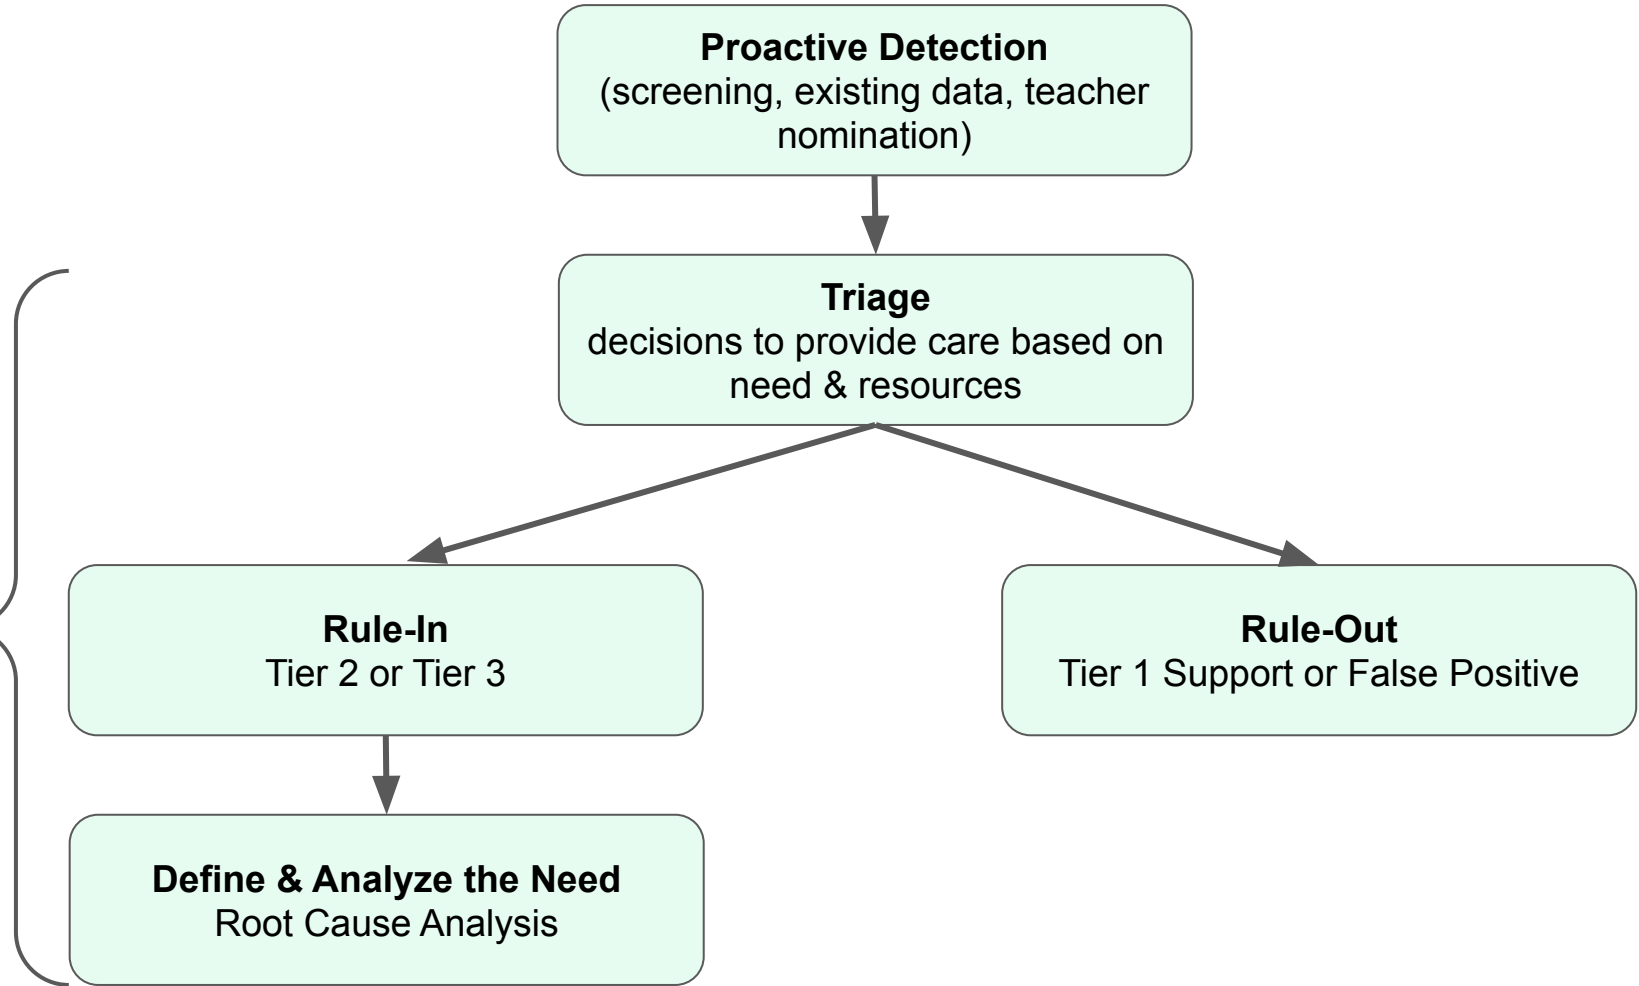 Proactive Detection
(screening, existing data, teacher
nomination)
Triage
decisions to provide care based on
need & resources
Rule-In
Tier 2 or Tier 3
Rule-Out
Tier 1 Support or False Positive
Define & Analyze the Need
Root Cause Analysis